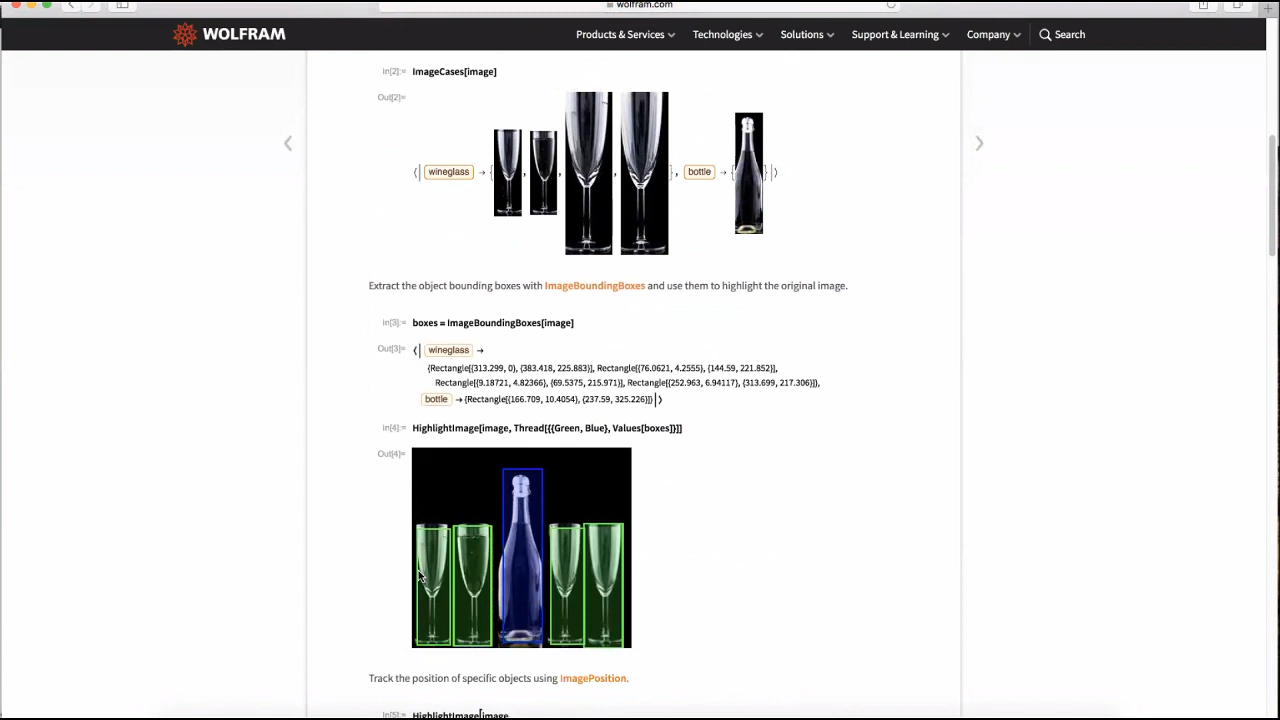 wolfram.com
WOLFRAM
Products & Services
Technologies
Solutions
Support & Learning
Company
Search
In[2]:= ImageCases[image]
Out[2]=
⟨| wineglass → { , , , }, bottle → { } |⟩
Extract the object bounding boxes with ImageBoundingBoxes and use them to highlight the original image.
In[3]:= boxes = ImageBoundingBoxes[image]
Out[3]= ⟨| wineglass →
{Rectangle[{313.299, 0}, {383.418, 225.883}], Rectangle[{76.0621, 4.2555}, {144.59, 221.852}],
Rectangle[{9.18721, 4.82366}, {69.5375, 215.971}], Rectangle[{252.963, 6.94117}, {313.699, 217.306}]},
bottle → {Rectangle[{166.709, 10.4054}, {237.59, 325.226}]} |⟩
In[4]:= HighlightImage[image, Thread[{{Green, Blue}, Values[boxes]}]]
Out[4]=
Track the position of specific objects using ImagePosition.
In[5]:= HighlightImage[image